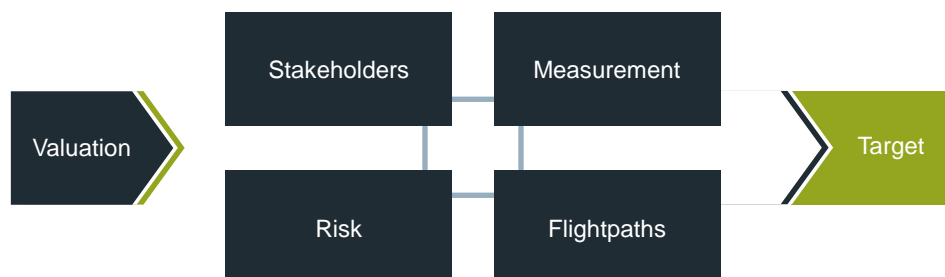 Stakeholders
Measurement
Valuation
Target
Risk
Flightpaths